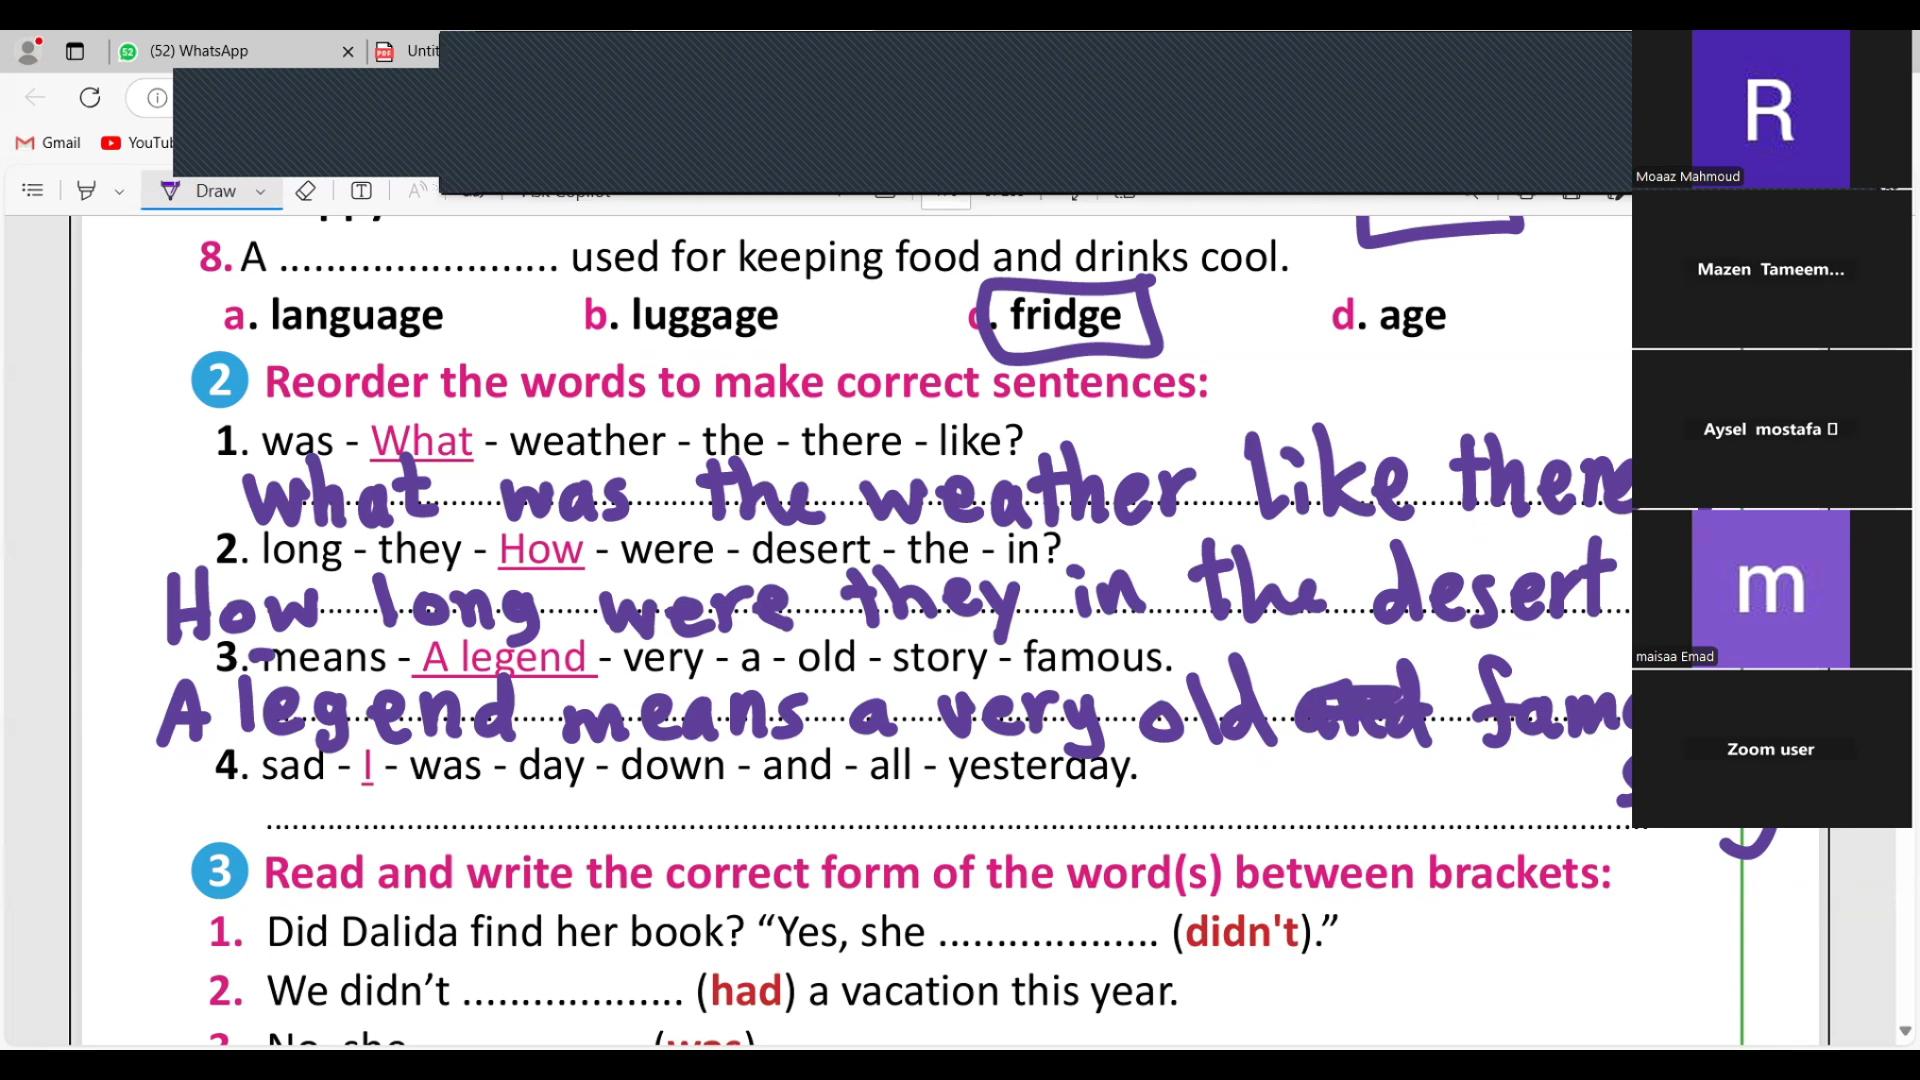 (52) WhatsApp
Untit
Gmail YouTub
Draw
8. A ........................ used for keeping food and drinks cool.
a. language b. luggage c. fridge d. age
2 Reorder the words to make correct sentences:
1. was - What - weather - the - there - like?
What was the weather like there
2. long - they - How - were - desert - the - in?
How long were they in the desert
3. means - A legend - very - a - old - story - famous.
A legend means a very old and fam
4. sad - I - was - day - down - and - all - yesterday.
3 Read and write the correct form of the word(s) between brackets:
1. Did Dalida find her book? “Yes, she ................... (didn't).”
2. We didn’t ................... (had) a vacation this year.
R
Moaaz Mahmoud
Mazen Tameem...
Aysel mostafa
m
maisaa Emad
Zoom user